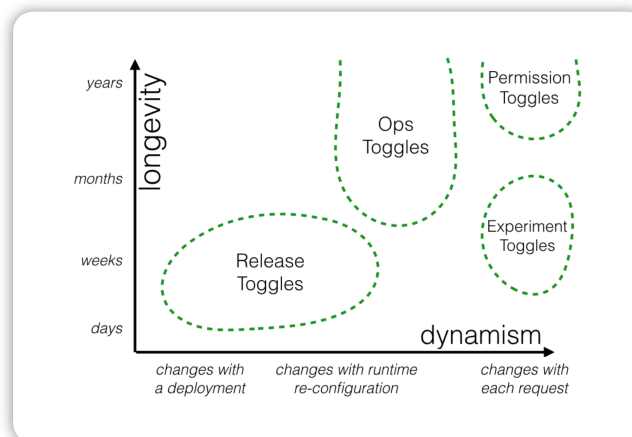 years
longevity
Permission
Toggles
Ops
Toggles
months
Experiment
Toggles
weeks
Release
Toggles
days
dynamism
changes with
a deployment
changes with runtime
re-configuration
changes with
each request